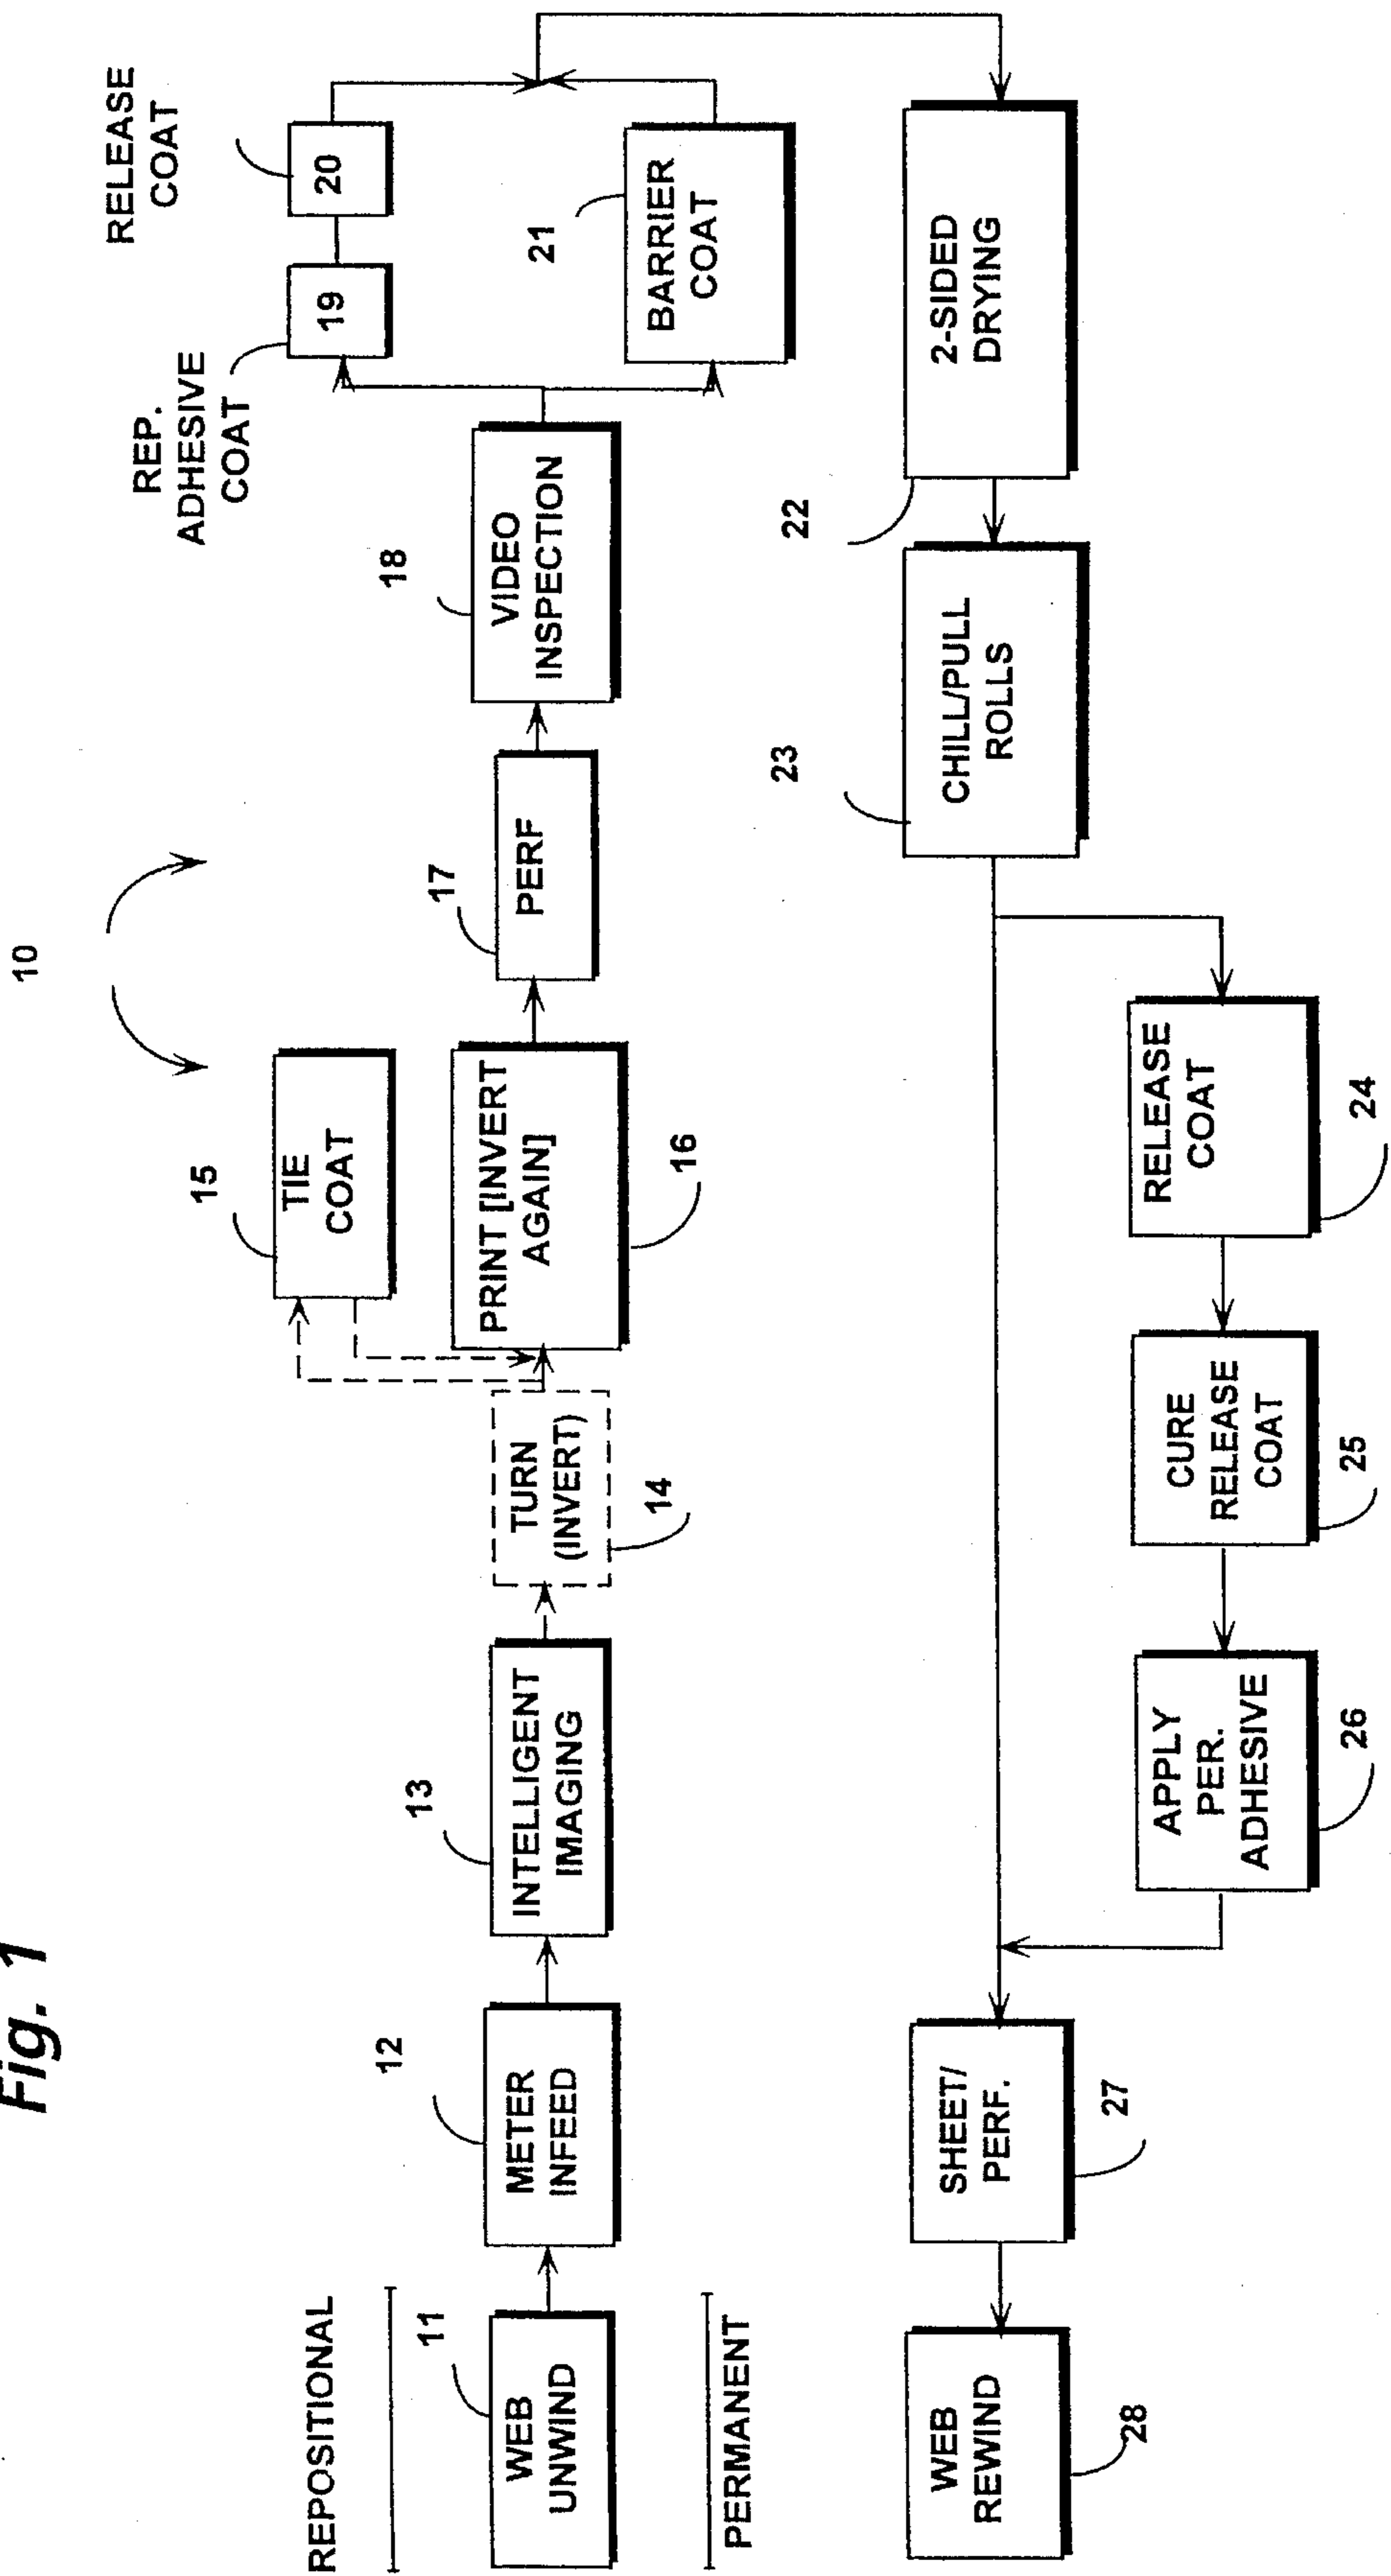 Fig. 1
10
REPOSITIONAL
PERMANENT
11
WEB
UNWIND
12
METER
INFEED
13
INTELLIGENT
IMAGING
TURN
(INVERT)
14
15
TIE
COAT
PRINT [INVERT
AGAIN]
16
17
PERF
18
VIDEO
INSPECTION
REP.
ADHESIVE
COAT
19
RELEASE
COAT
20
21
BARRIER
COAT
22
2-SIDED
DRYING
23
CHILL/PULL
ROLLS
RELEASE
COAT
24
CURE
RELEASE
COAT
25
APPLY
PER.
ADHESIVE
26
SHEET/
PERF.
27
WEB
REWIND
28